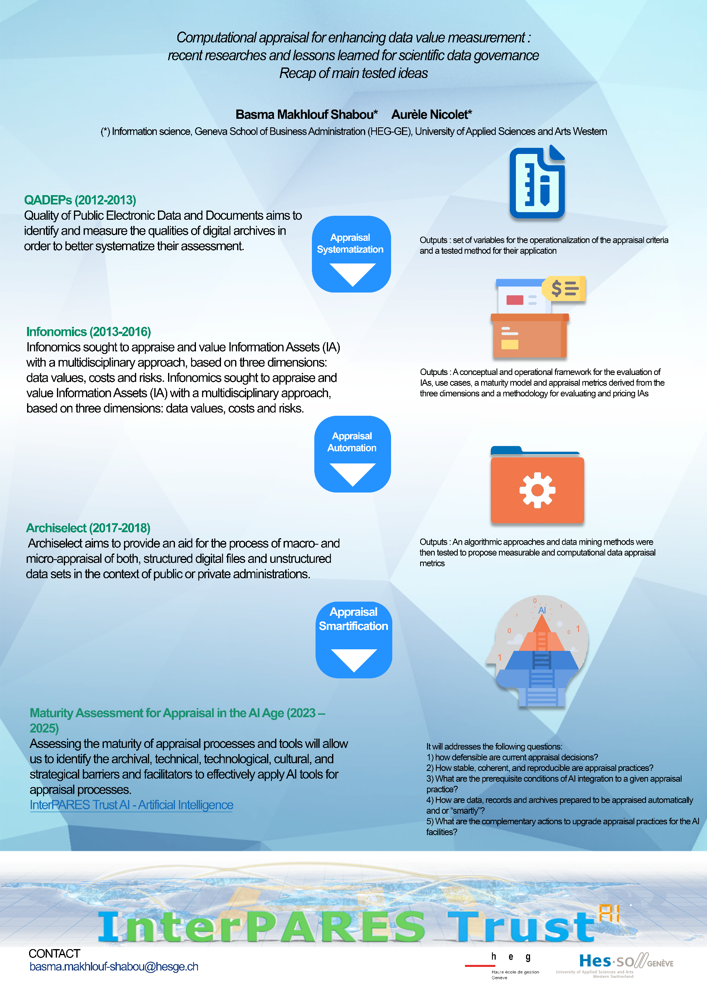 Computational appraisal for enhancing data value measurement :
recent researches and lessons learned for scientific data governance
Recap of main tested ideas
Basma Makhlouf Shabou* Aurèle Nicolet*
(*) Information science, Geneva School of Business Administration (HEG-GE), University of Applied Sciences and Arts Western
QADEPs (2012-2013)
Quality of Public Electronic Data and Documents aims to
identify and measure the qualities of digital archives in
order to better systematize their assessment.
Appraisal
Systematization
Outputs : set of variables for the operationalization of the appraisal criteria
and a tested method for their application
$
Infonomics (2013-2016)
Infonomics sought to appraise and value Information Assets (IA)
with a multidisciplinary approach, based on three dimensions:
data values, costs and risks. Infonomics sought to appraise and
value Information Assets (IA) with a multidisciplinary approach,
based on three dimensions: data values, costs and risks.
Outputs : A conceptual and operational framework for the evaluation of
IAs, use cases, a maturity model and appraisal metrics derived from the
three dimensions and a methodology for evaluating and pricing IAs
Appraisal
Automation
Archiselect (2017-2018)
Archiselect aims to provide an aid for the process of macro- and
micro-appraisal of both, structured digital files and unstructured
data sets in the context of public or private administrations.
Outputs : An algorithmic approaches and data mining methods were
then tested to propose measurable and computational data appraisal
metrics
Appraisal
Smartification
0
AI
1
1
0
0
1
1
Maturity Assessment for Appraisal in the AI Age (2023 –
2025)
Assessing the maturity of appraisal processes and tools will allow
us to identify the archival, technical, technological, cultural, and
strategical barriers and facilitators to effectively apply AI tools for
appraisal processes.
InterPARES Trust AI - Artificial Intelligence
It will addresses the following questions:
1) how defensible are current appraisal decisions?
2) How stable, coherent, and reproducible are appraisal practices?
3) What are the prerequisite conditions of AI integration to a given appraisal
practice?
4) How are data, records and archives prepared to be appraised automatically
and or “smartly”?
5) What are the complementary actions to upgrade appraisal practices for the AI
facilities?
InterPARES Trust AI
CONTACT
basma.makhlouf-shabou@hesge.ch
h e g
Haute école de gestion
Genève
Hes·so GENÈVE
University of Applied Sciences and Arts
Western Switzerland